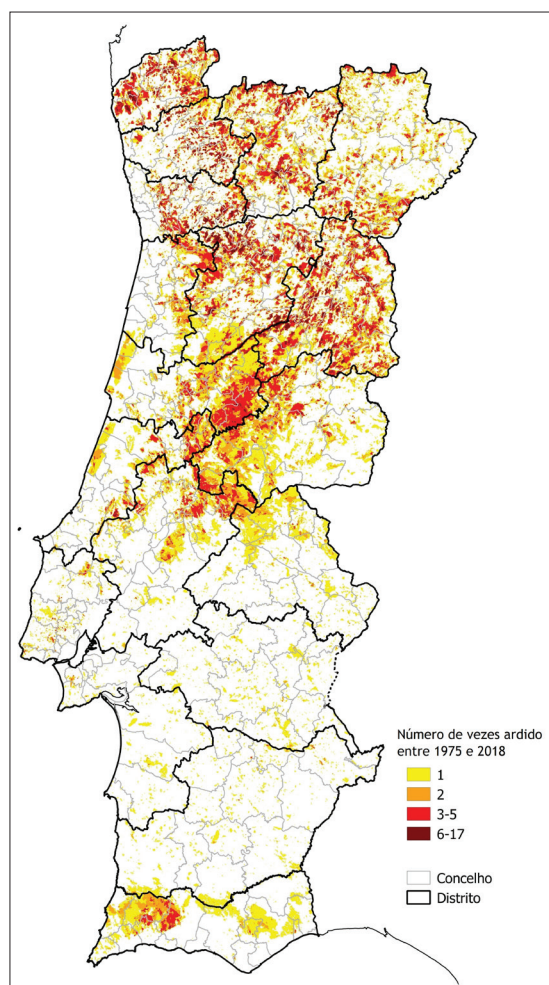 Número de vezes ardido
entre 1975 e 2018
1
2
3-5
6-17
Concelho
Distrito